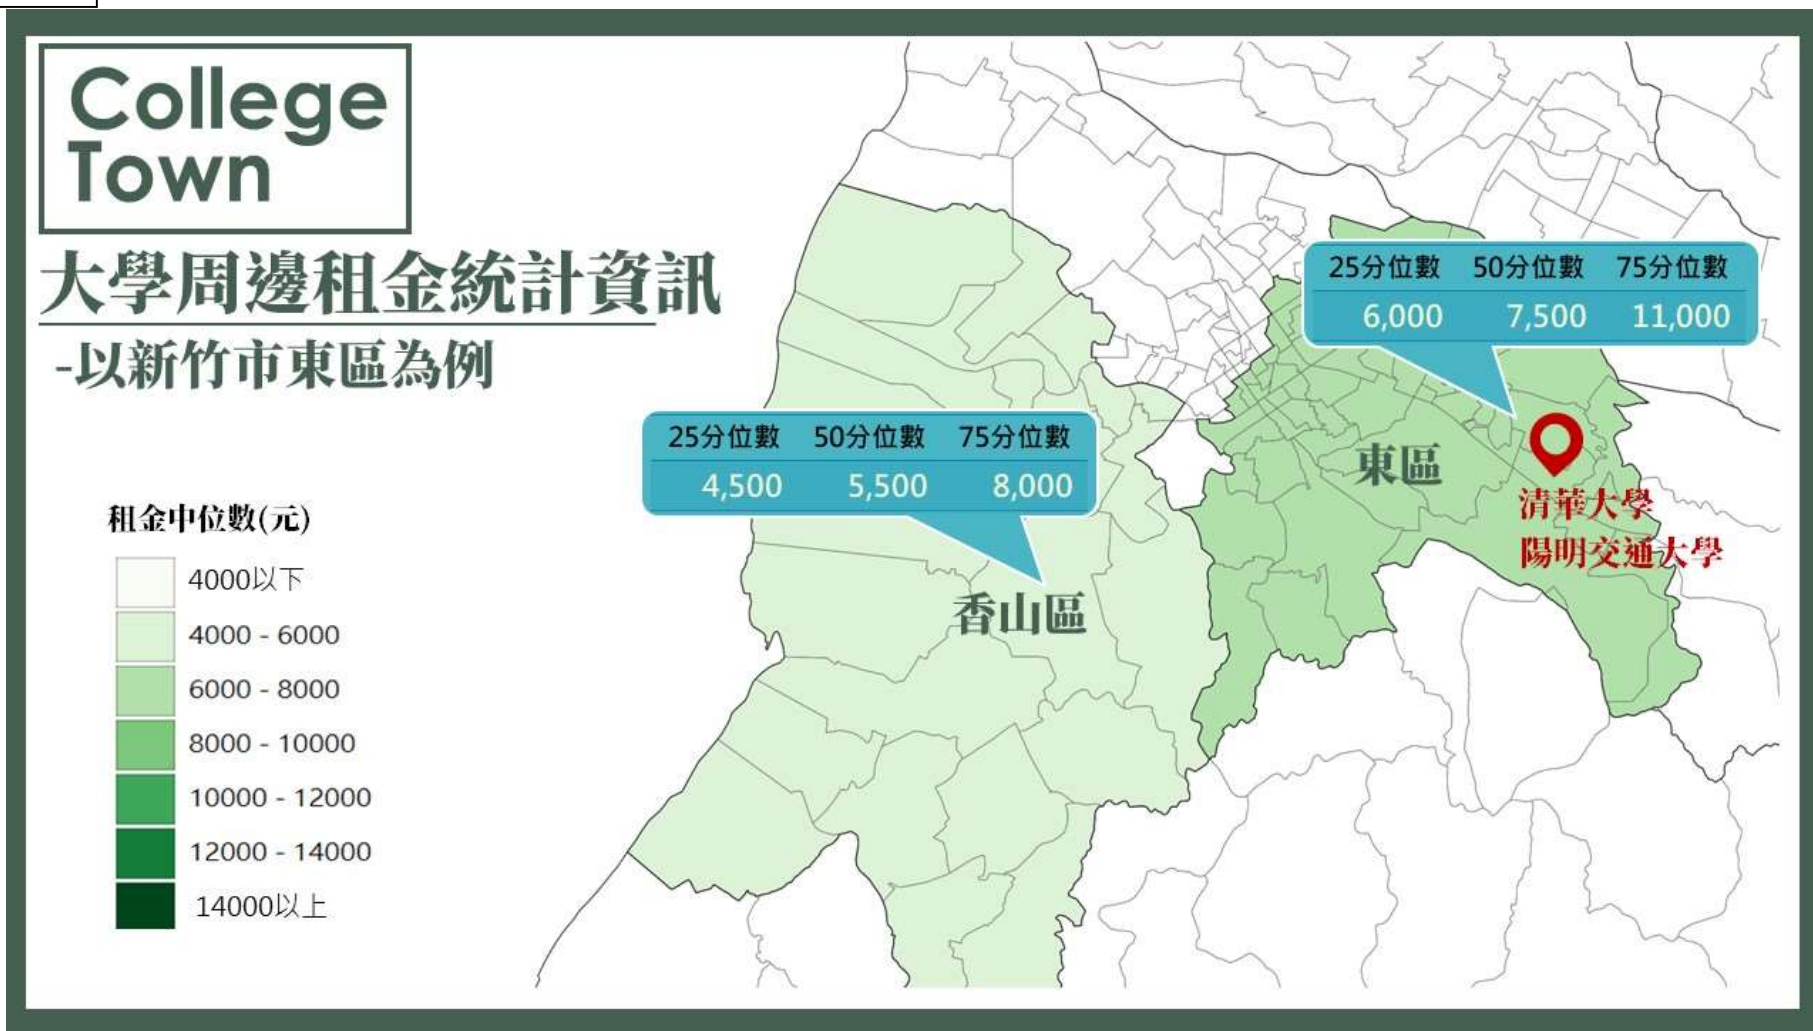 College
Town
大學周邊租金統計資訊
-以新竹市東區為例
租金中位數(元)
4000以下
4000 - 6000
6000 - 8000
8000 - 10000
10000 - 12000
12000 - 14000
14000以上
25分位數 50分位數 75分位數
4,500 5,500 8,000
香山區
25分位數 50分位數 75分位數
6,000 7,500 11,000
東區
清華大學
陽明交通大學